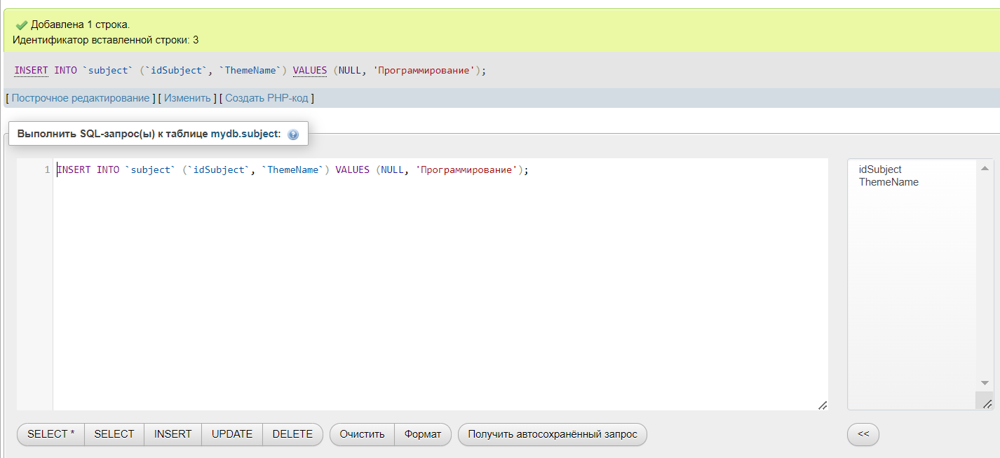 Добавлена 1 строка.
Идентификатор вставленной строки: 3
INSERT INTO `subject` (`idSubject`, `ThemeName`) VALUES (NULL, 'Программирование');
[ Построчное редактирование ] [ Изменить ] [ Создать PHP-код ]
Выполнить SQL-запрос(ы) к таблице mydb.subject:
1 INSERT INTO `subject` (`idSubject`, `ThemeName`) VALUES (NULL, 'Программирование');
idSubject
ThemeName
SELECT * SELECT INSERT UPDATE DELETE Очистить Формат Получить автосохранённый запрос <<